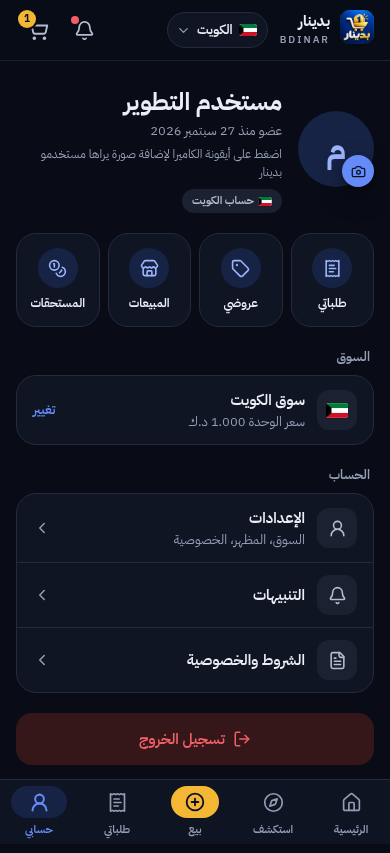 بدينار
BDINAR
الكويت
1
مستخدم التطوير
عضو منذ 27 سبتمبر 2026
اضغط على أيقونة الكاميرا لإضافة صورة يراها مستخدمو
بدينار
حساب الكويت
م
طلباتي
عروضي
المبيعات
المستحقات
السوق
سوق الكويت
سعر الوحدة 1.000 د.ك
تغيير
الحساب
الإعدادات
السوق، المظهر، الخصوصية
التنبيهات
الشروط والخصوصية
تسجيل الخروج
الرئيسية
استكشف
بيع
طلباتي
حسابي